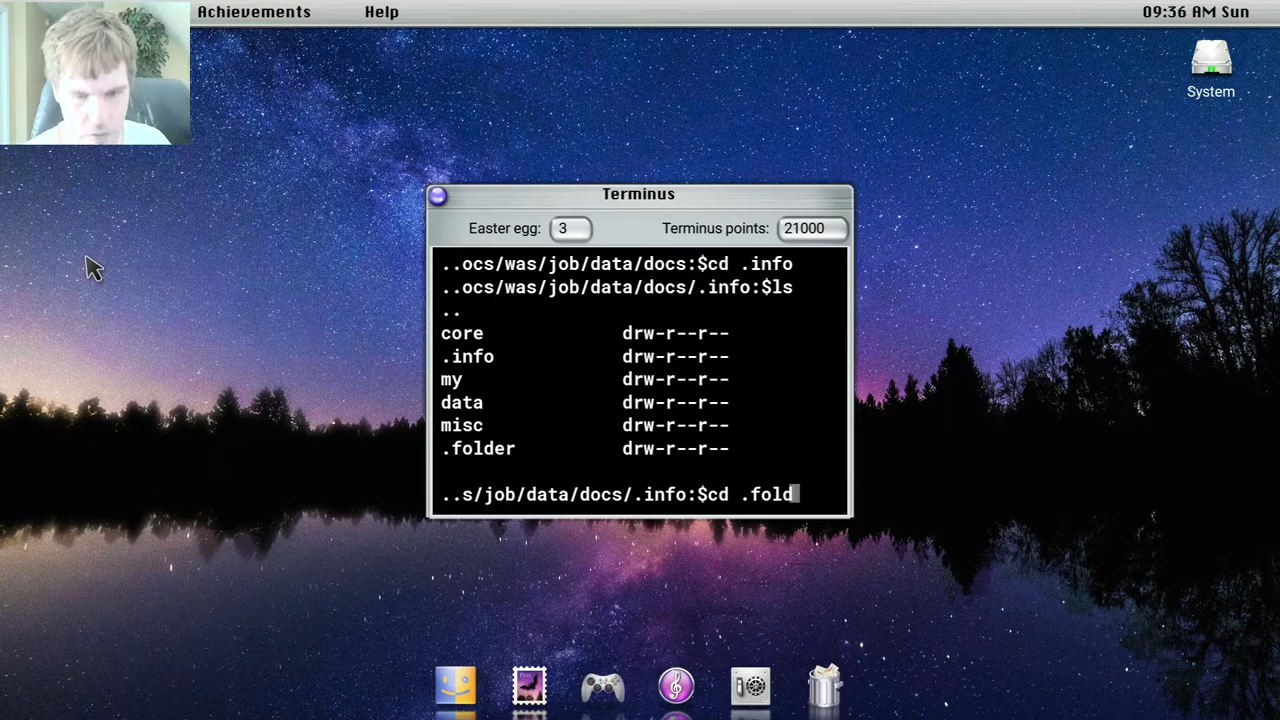 Achievements Help 09:36 AM Sun
System
Terminus
Easter egg: 3 Terminus points: 21000
..ocs/was/job/data/docs:$cd .info
..ocs/was/job/data/docs/.info:$ls
..
core drw-r--r--
.info drw-r--r--
my drw-r--r--
data drw-r--r--
misc drw-r--r--
.folder drw-r--r--
..s/job/data/docs/.info:$cd .fold